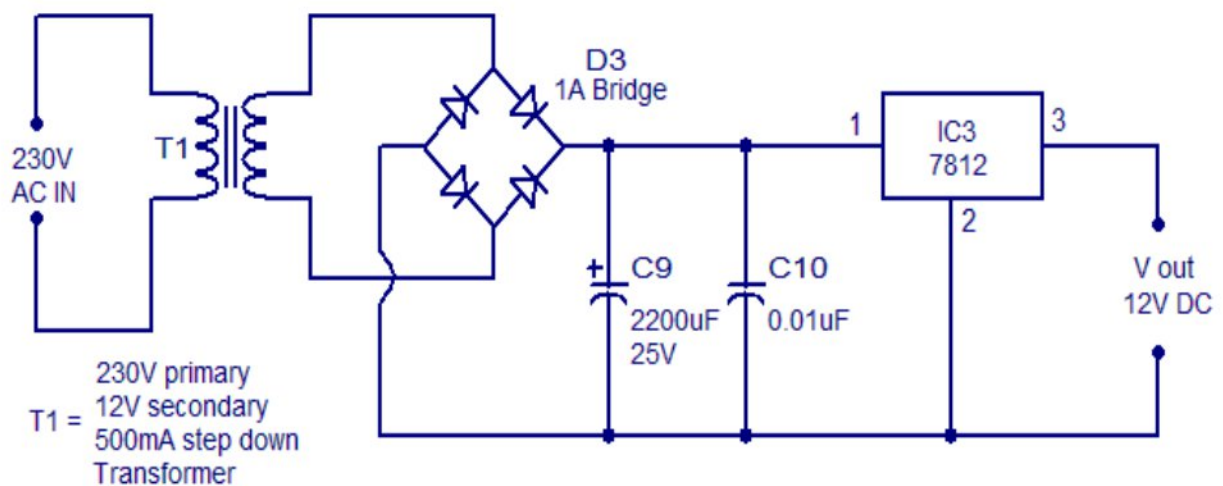 D3
1A Bridge
T1
230V
AC IN
1
IC3
7812
3
2
+
C9
2200uF
25V
C10
0.01uF
V out
12V DC
T1 =
230V primary
12V secondary
500mA step down
Transformer